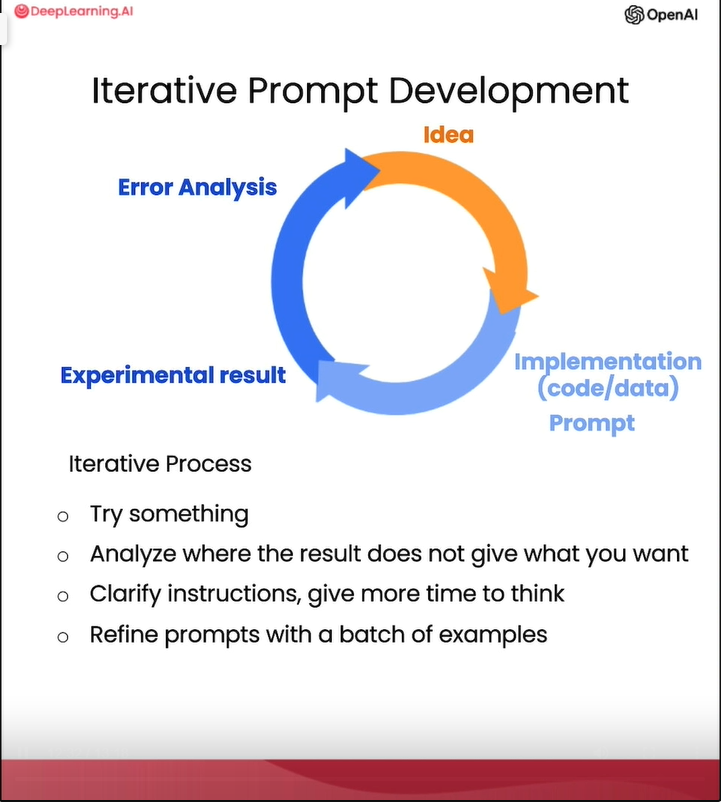 DeepLearning.AI
OpenAI
Iterative Prompt Development
Idea
Error Analysis
Experimental result
Implementation
(code/data)
Prompt
Iterative Process
Try something
Analyze where the result does not give what you want
Clarify instructions, give more time to think
Refine prompts with a batch of examples